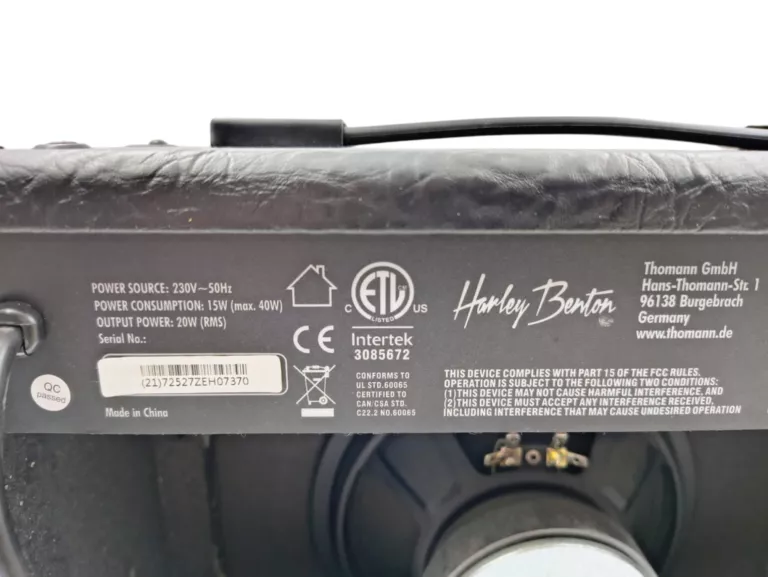 POWER SOURCE: 230V~50Hz
POWER CONSUMPTION: 15W (max. 40W)
OUTPUT POWER: 20W (RMS)
Serial No.:
(21)72527ZEH07370
QC
passed
Made in China
C ETL US
LISTED
Intertek
3085672
CE
CONFORMS TO
UL STD.60065
CERTIFIED TO
CAN/CSA STD.
C22.2 NO.60065
Harley Benton
Thomann GmbH
Hans-Thomann-Str. 1
96138 Burgebrach
Germany
www.thomann.de
THIS DEVICE COMPLIES WITH PART 15 OF THE FCC RULES.
OPERATION IS SUBJECT TO THE FOLLOWING TWO CONDITIONS:
(1)THIS DEVICE MAY NOT CAUSE HARMFUL INTERFERENCE, AND
(2)THIS DEVICE MUST ACCEPT ANY INTERFERENCE RECEIVED,
INCLUDING INTERFERENCE THAT MAY CAUSE UNDESIRED OPERATION